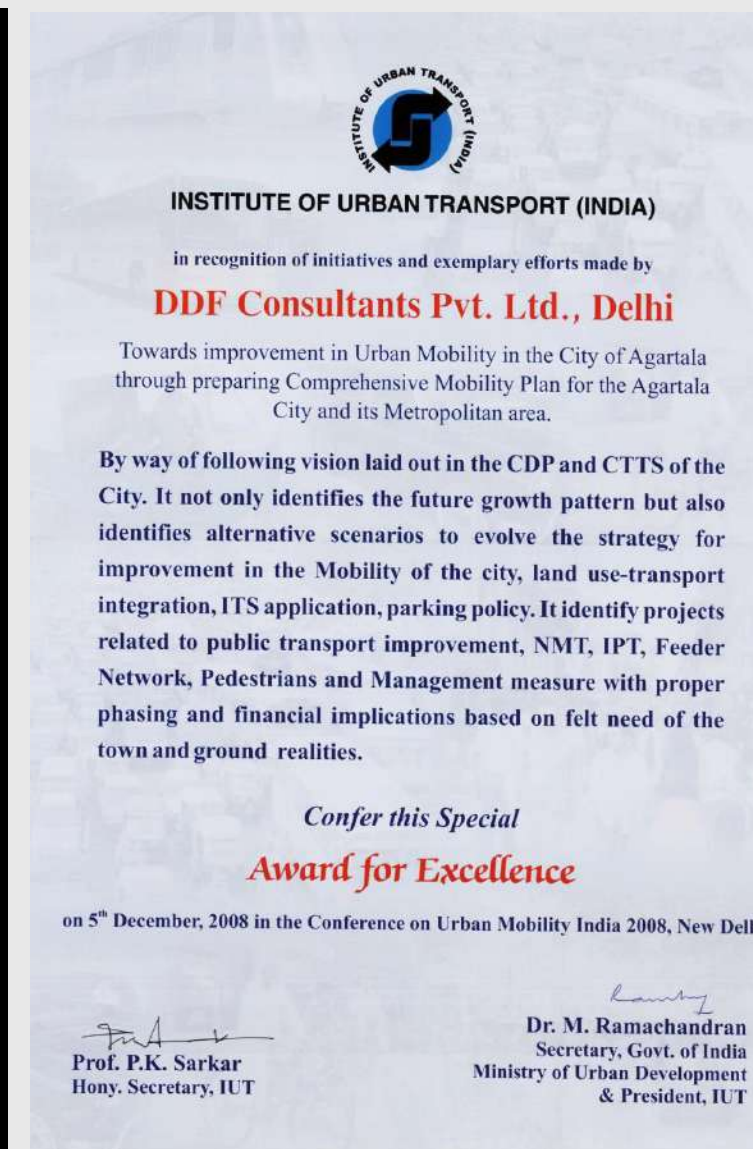 INSTITUTE OF URBAN TRANSPORT (INDIA)
INSTITUTE OF URBAN TRANSPORT (INDIA)
in recognition of initiatives and exemplary efforts made by
DDF Consultants Pvt. Ltd., Delhi
Towards improvement in Urban Mobility in the City of Agartala
through preparing Comprehensive Mobility Plan for the Agartala
City and its Metropolitan area.
By way of following vision laid out in the CDP and CTTS of the
City. It not only identifies the future growth pattern but also
identifies alternative scenarios to evolve the strategy for
improvement in the Mobility of the city, land use-transport
integration, ITS application, parking policy. It identify projects
related to public transport improvement, NMT, IPT, Feeder
Network, Pedestrians and Management measure with proper
phasing and financial implications based on felt need of the
town and ground realities.
Confer this Special
Award for Excellence
on 5th December, 2008 in the Conference on Urban Mobility India 2008, New Delh
Prof. P.K. Sarkar
Hony. Secretary, IUT
Dr. M. Ramachandran
Secretary, Govt. of India
Ministry of Urban Development
& President, IUT